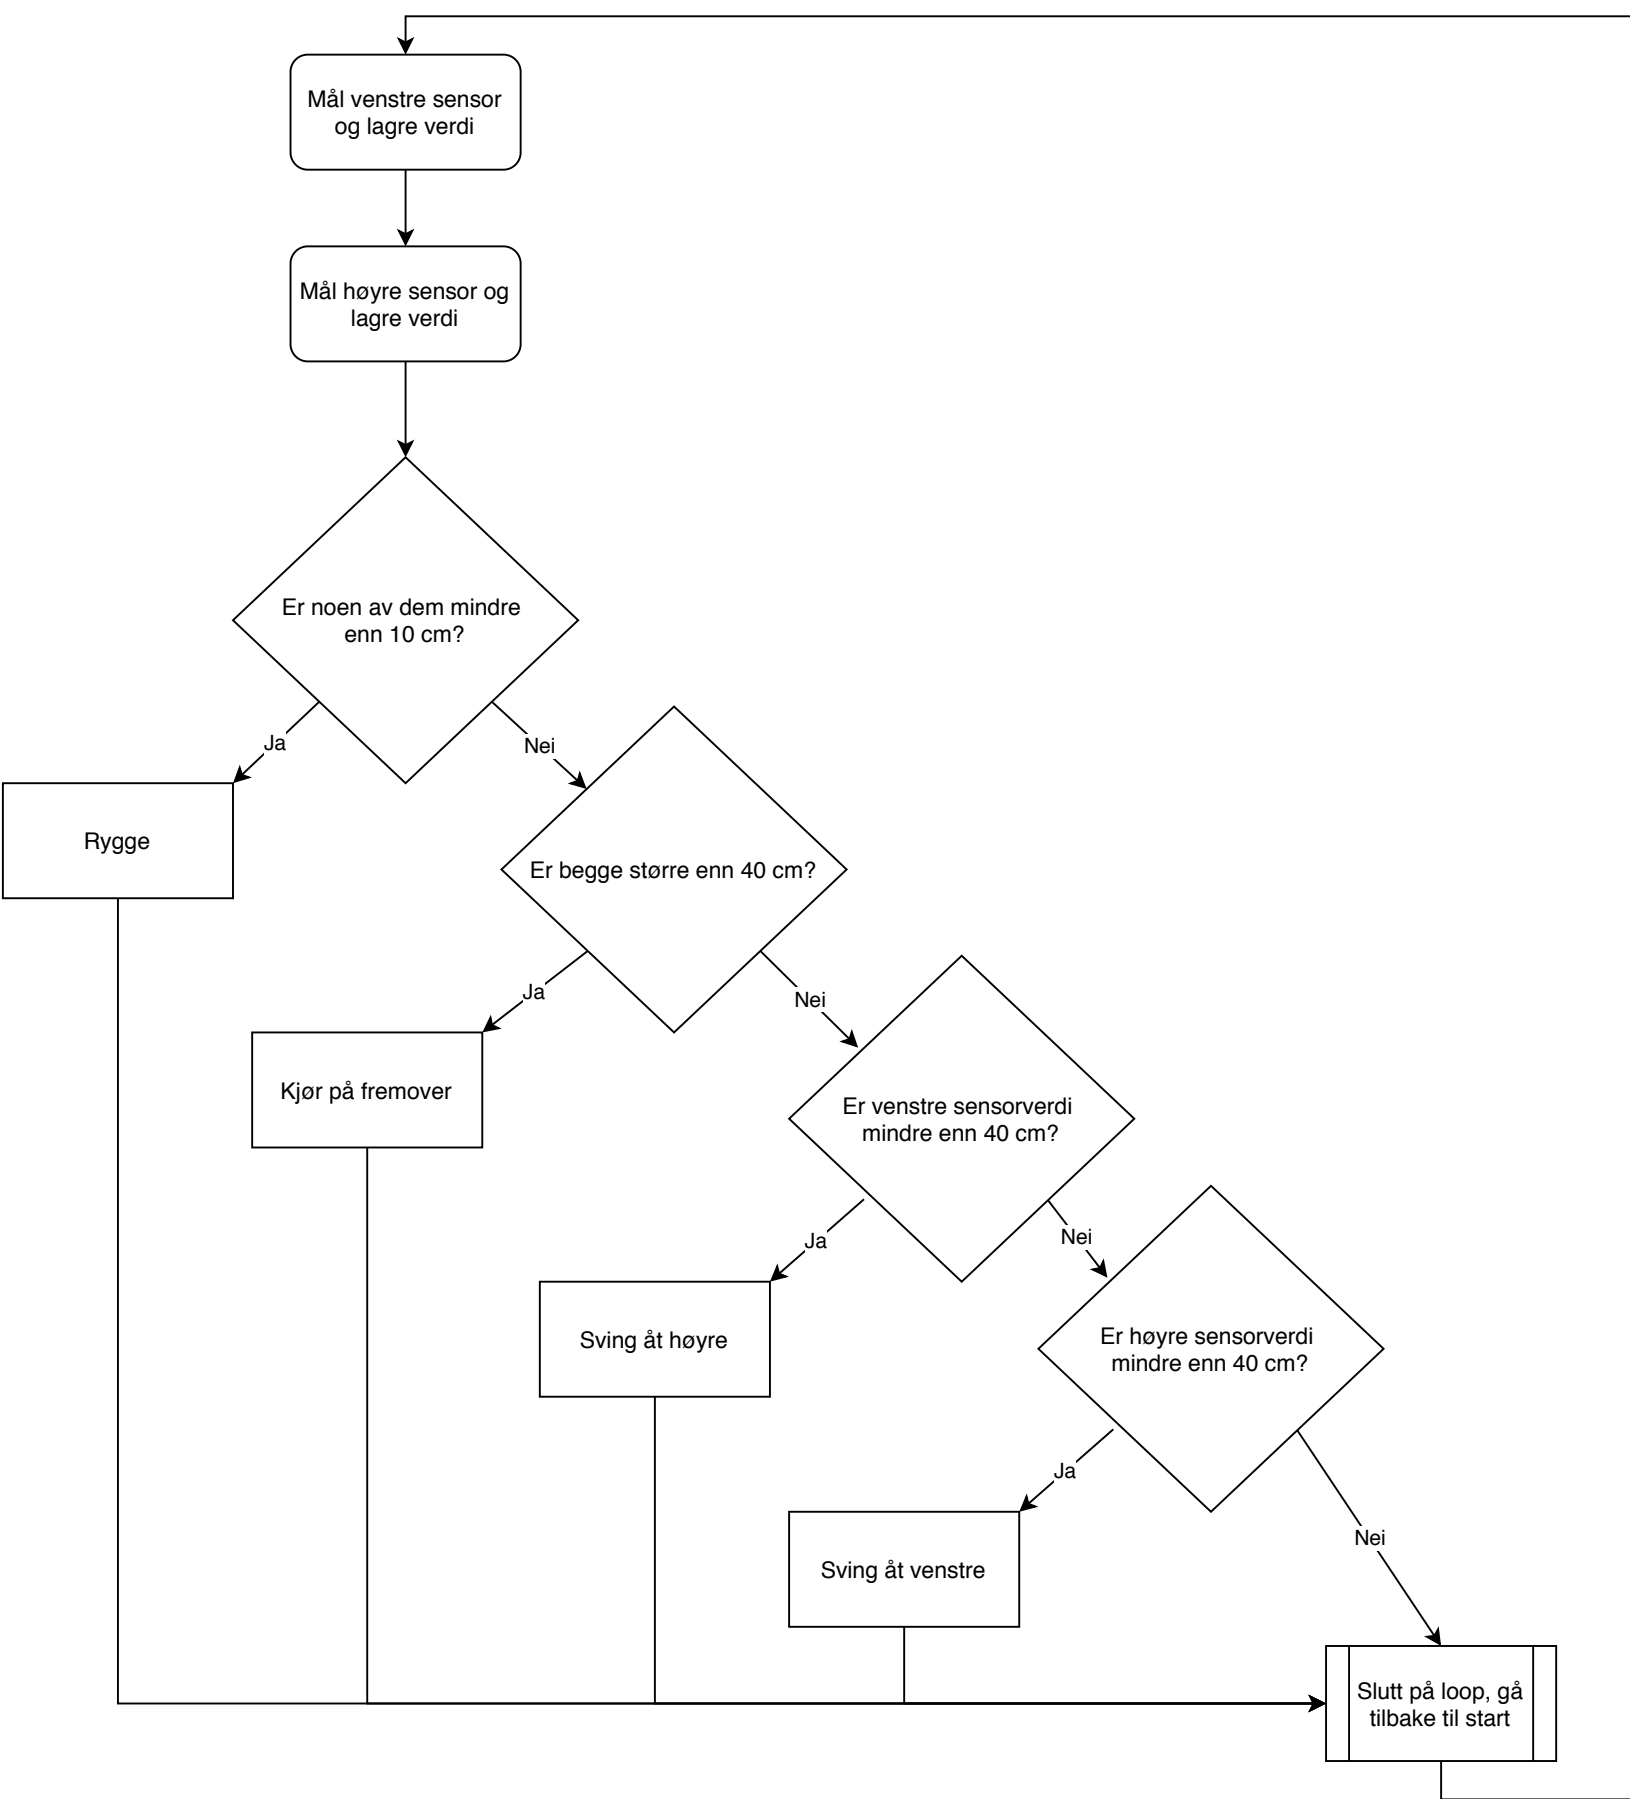 Mål venstre sensor
og lagre verdi
Mål høyre sensor og
lagre verdi
Er noen av dem mindre
enn 10 cm?
Ja
Nei
Rygge
Er begge større enn 40 cm?
Ja
Nei
Kjør på fremover
Er venstre sensorverdi
mindre enn 40 cm?
Ja
Nei
Sving åt høyre
Er høyre sensorverdi
mindre enn 40 cm?
Ja
Nei
Sving åt venstre
Slutt på loop, gå
tilbake til start